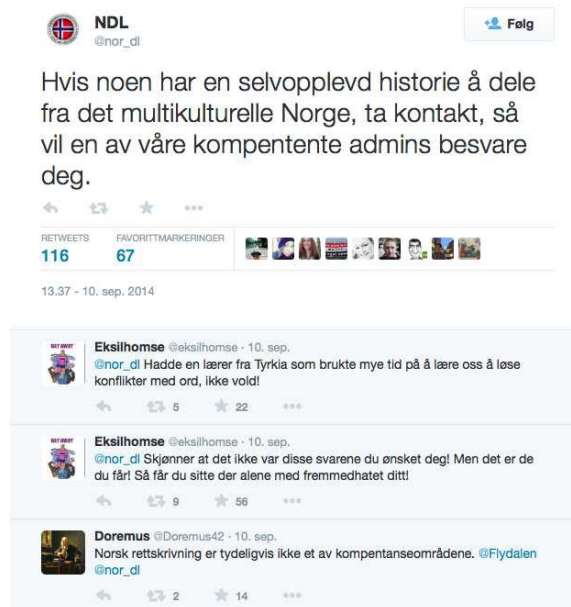 NDL
@nor_dl
Følg
Hvis noen har en selvopplevd historie å dele
fra det multikulturelle Norge, ta kontakt, så
vil en av våre kompentente admins besvare
deg.
RETWEETS
FAVORITTMARKERINGER
116
67
13.37 - 10. sep. 2014
Eksilhomse @eksilhomse · 10. sep.
@nor_dl Hadde en lærer fra Tyrkia som brukte mye tid på å lære oss å løse
konflikter med ord, ikke vold!
5
22
Eksilhomse @eksilhomse · 10. sep.
@nor_dl Skjønner at det ikke var disse svarene du ønsket deg! Men det er de
du får! Så får du sitte der alene med fremmedhatet ditt!
9
56
Doremus @Doremus42 · 10. sep.
Norsk rettskrivning er tydeligvis ikke et av kompentanseområdene. @Flydalen
@nor_dl
2
14